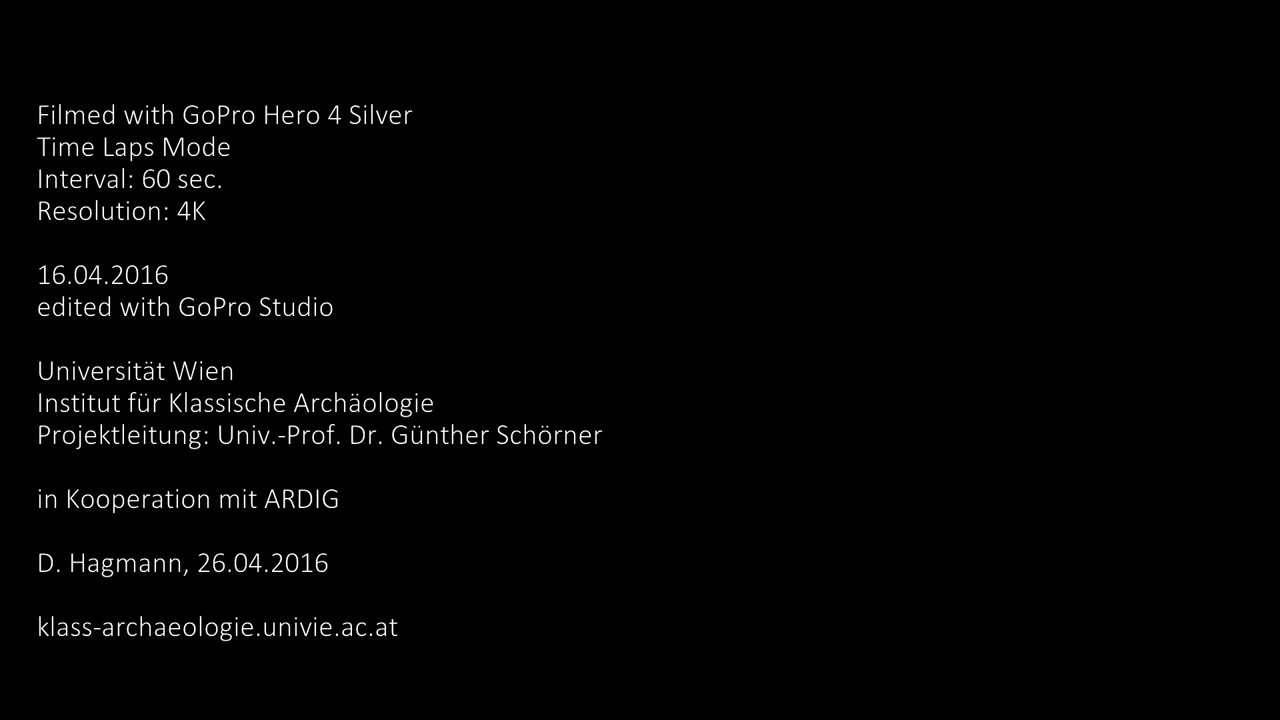 Filmed with GoPro Hero 4 Silver
Time Laps Mode
Interval: 60 sec.
Resolution: 4K
16.04.2016
edited with GoPro Studio
Universität Wien
Institut für Klassische Archäologie
Projektleitung: Univ.-Prof. Dr. Günther Schörner
in Kooperation mit ARDIG
D. Hagmann, 26.04.2016
klass-archaeologie.univie.ac.at